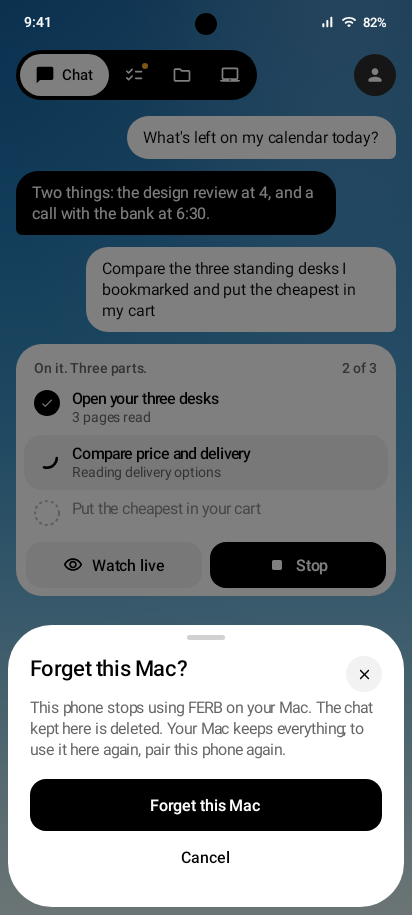 9:41
82%
Chat
What's left on my calendar today?
Two things: the design review at 4, and a
call with the bank at 6:30.
Compare the three standing desks I
bookmarked and put the cheapest in
my cart
On it. Three parts.
2 of 3
Open your three desks
3 pages read
Compare price and delivery
Reading delivery options
Put the cheapest in your cart
Watch live
Stop
Forget this Mac?
This phone stops using FERB on your Mac. The chat
kept here is deleted. Your Mac keeps everything; to
use it here again, pair this phone again.
Forget this Mac
Cancel